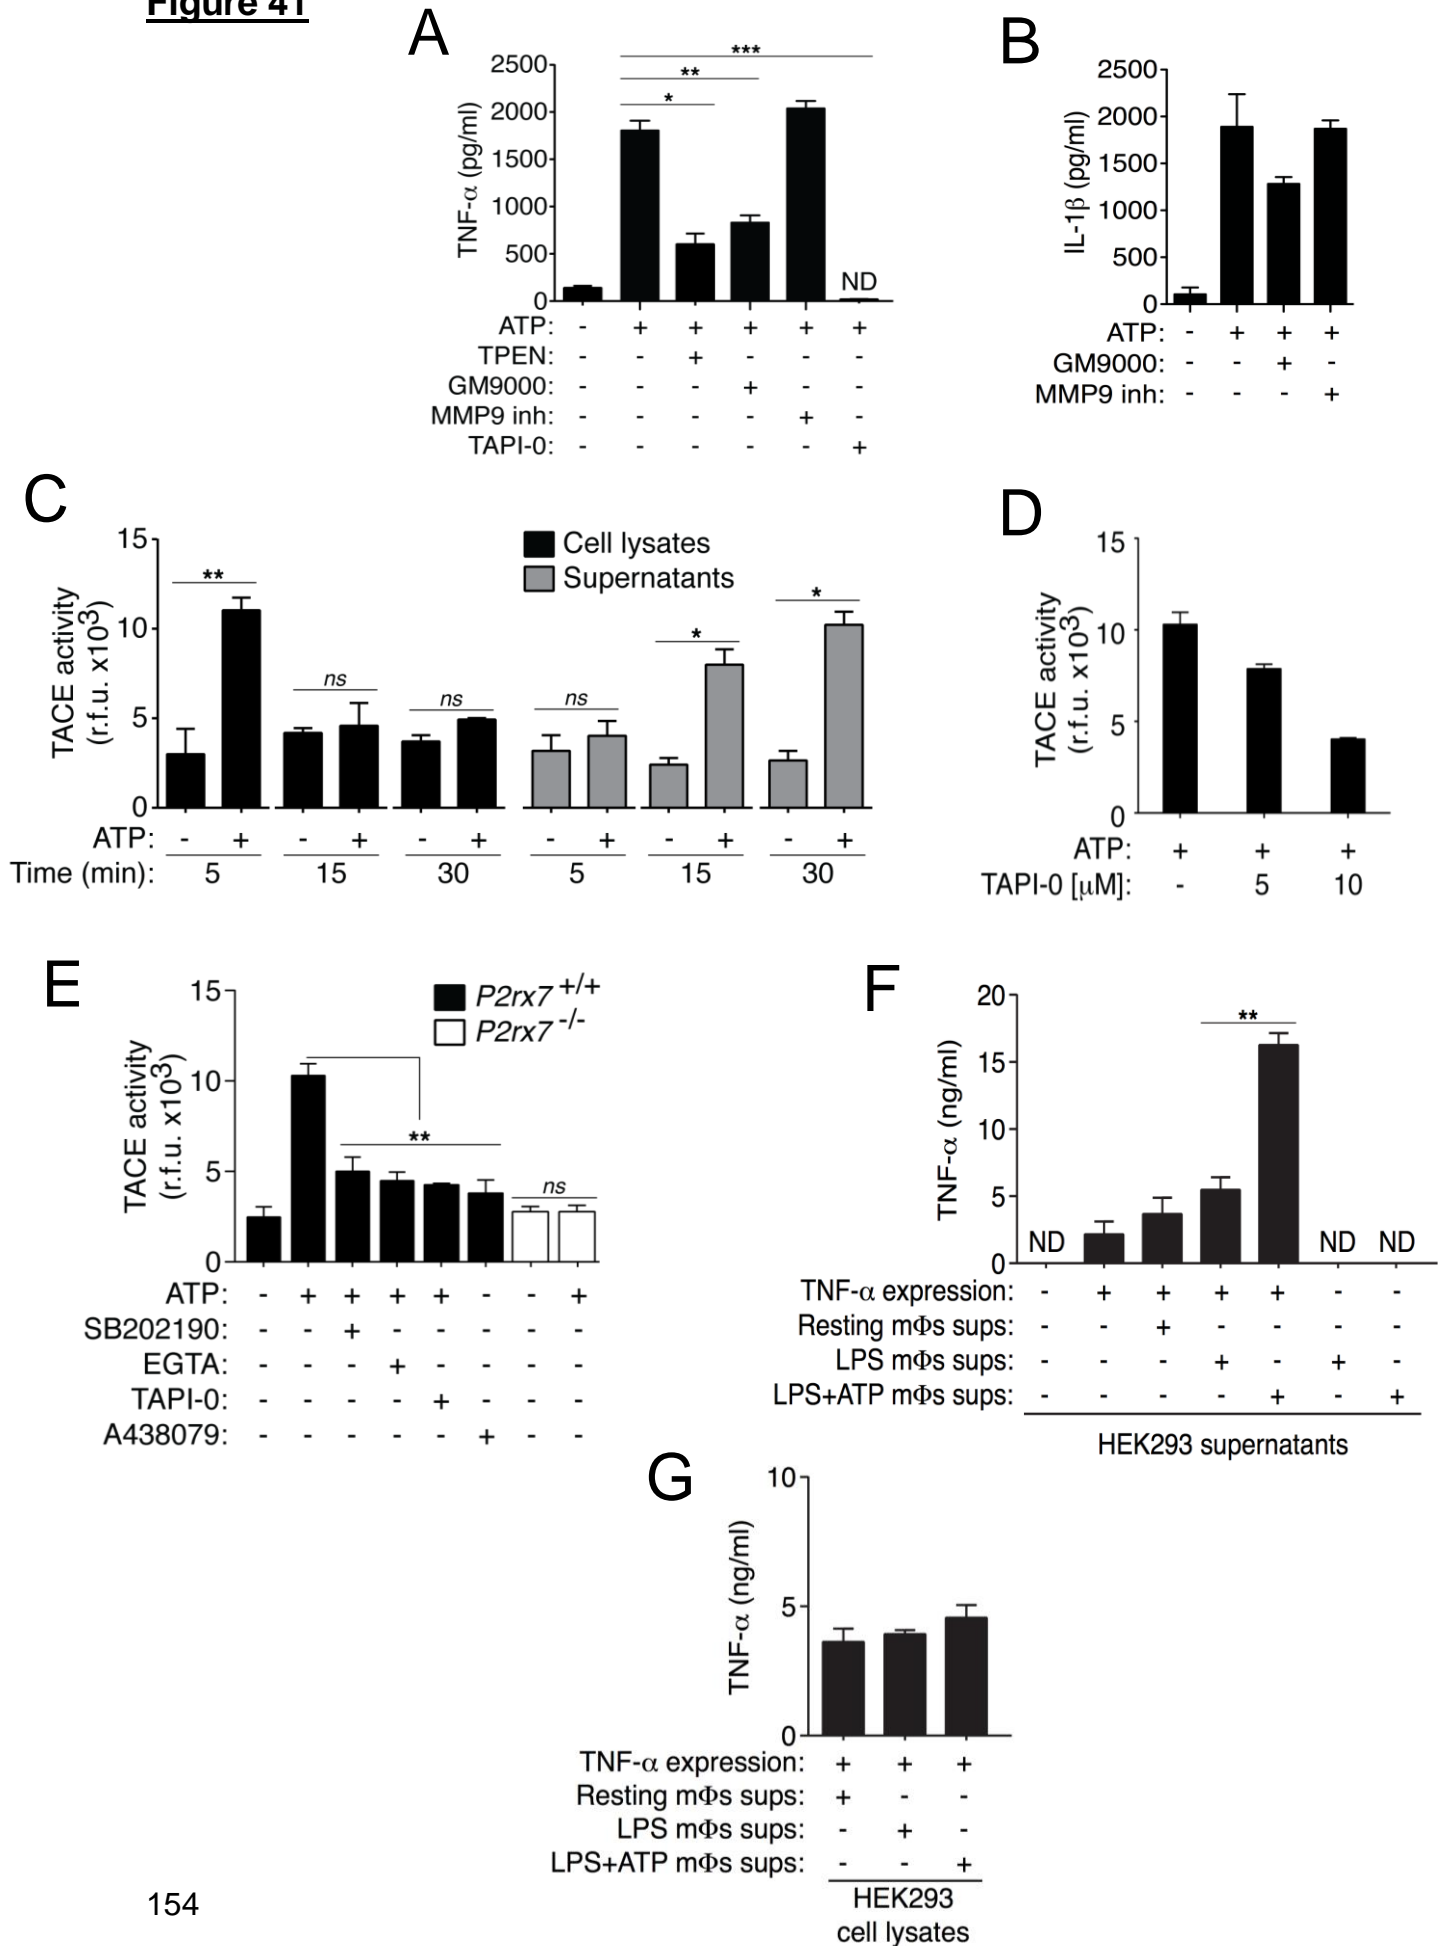 Figure 41
A
***
**
*
TNF-α (pg/ml)
2500
2000
1500
1000
500
0
ND
ATP: - + + + + +
TPEN: - - + - - -
GM9000: - - - + - -
MMP9 inh: - - - - + -
TAPI-0: - - - - - +
B
IL-1β (pg/ml)
2500
2000
1500
1000
500
0
ATP: - + + +
GM9000: - - + -
MMP9 inh: - - - +
C
TACE activity
(r.f.u. x10³)
15
10
5
0
Cell lysates
Supernatants
** ns ns ns * *
ATP: - + - + - + - + - + - +
Time (min): 5 15 30 5 15 30
D
TACE activity
(r.f.u. x10³)
15
10
5
0
ATP: + + +
TAPI-0 [μM]: - 5 10
E
TACE activity
(r.f.u. x10³)
15
10
5
0
P2rx7 +/+
P2rx7 -/-
** ns
ATP: - + + + + - - +
SB202190: - - + - - - - -
EGTA: - - - + - - - -
TAPI-0: - - - - + - - -
A438079: - - - - - + - -
F
TNF-α (ng/ml)
20
15
10
5
0
**
ND ND ND
TNF-α expression: - + + + + - -
Resting mΦs sups: - - + - - - -
LPS mΦs sups: - - - + - + -
LPS+ATP mΦs sups: - - - - + - +
HEK293 supernatants
G
TNF-α (ng/ml)
10
5
0
TNF-α expression: + + +
Resting mΦs sups: + - -
LPS mΦs sups: - + -
LPS+ATP mΦs sups: - - +
HEK293
cell lysates
154